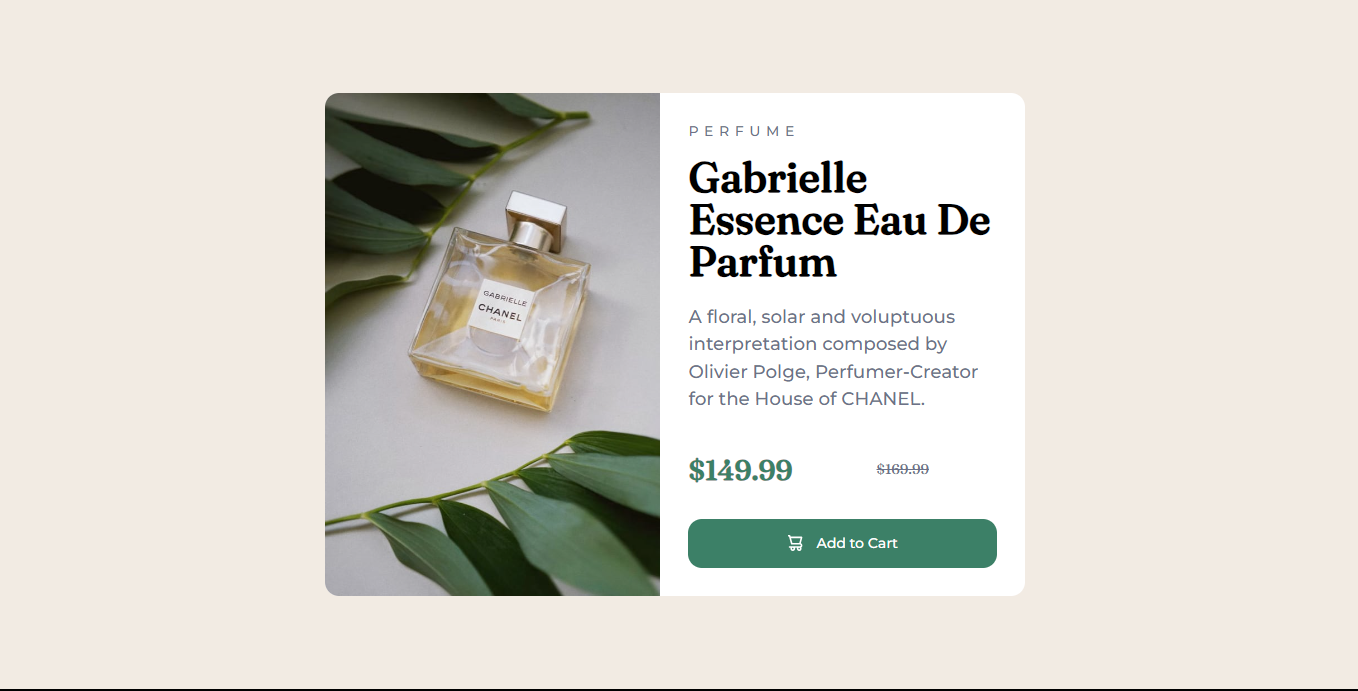 PERFUME
Gabrielle
Essence Eau De
Parfum
A floral, solar and voluptuous
interpretation composed by
Olivier Polge, Perfumer-Creator
for the House of CHANEL.
$149.99 $169.99
Add to Cart
GABRIELLE
CHANEL
PARIS